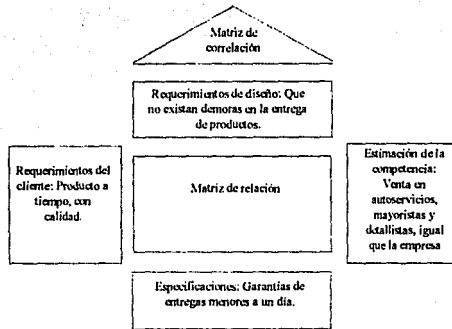 Matriz de
correlación
Requerimientos de diseño: Que
no existan demoras en la entrega
de productos.
Requerimientos del
cliente: Producto a
tiempo, con
calidad.
Matriz de relación
Estimación de la
competencia:
Venta en
autoservicios,
mayoristas y
detallistas, igual
que la empresa
Especificaciones: Garantías de
entregas menores a un día.